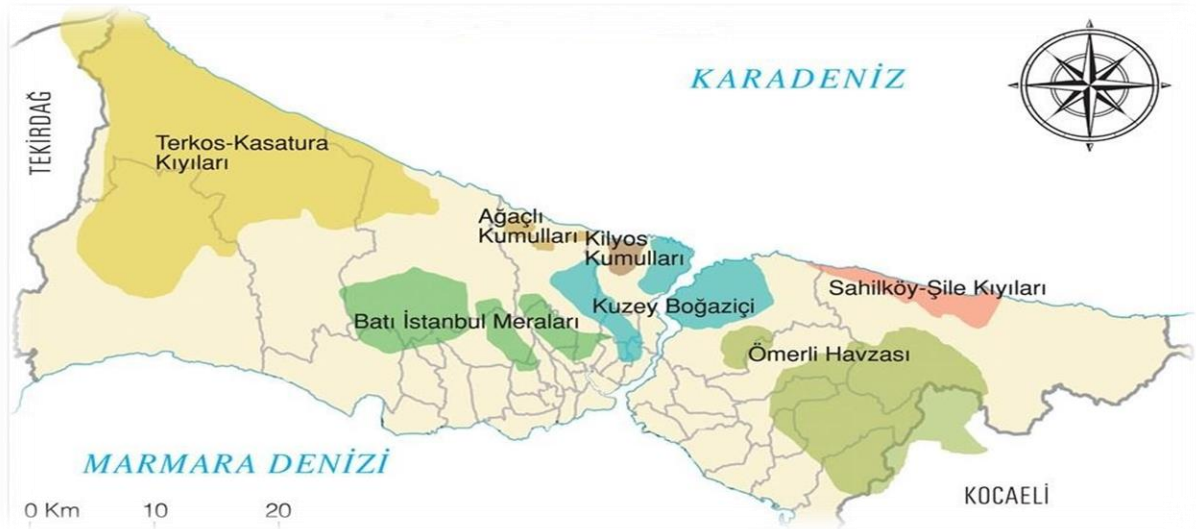 KARADENİZ
TEKİRDAĞ
Terkos-Kasatura
Kıyıları
Ağaçlı
Kumulları
Kilyos
Kumulları
Sahilköy-Şile Kıyıları
Kuzey Boğaziçi
Batı İstanbul Meraları
Ömerli Havzası
MARMARA DENİZİ
KOCAELİ
0 Km 10 20